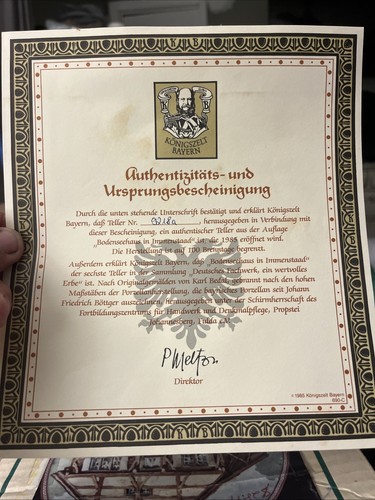 KÖNIGSZELT
BAYERN
Authentizitäts- und
Ursprungsbescheinigung
Durch die unten stehende Unterschrift bestätigt und erklärt Königszelt
Bayern, daß Teller Nr. 9218a, herausgegeben in Verbindung mit
dieser Bescheinigung, ein authentischer Teller aus der Auflage
„Bodenseehaus in Immenstaad" ist, die 1985 eröffnet wird.
Die Herstellung ist auf 100 Brenntage begrenzt.
Außerdem erklärt Königszelt Bayern, daß „Bodenseehaus in Immenstaad"
der sechste Teller in der Sammlung „Deutsches Fachwerk, ein wertvolles
Erbe" ist. Nach Originalgemälden von Karl Bedal gebrannt nach den hohen
Maßstäben der Porzellanherstellung, die bayrisches Porzellan seit Johann
Friedrich Böttger auszeichnen, herausgegeben unter der Schirmherrschaft des
Fortbildungszentrum für Handwerk und Denkmalpflege, Propstei
Johannesberg, Fulda e.V.
Direktor
©1985 Königszelt Bayern
K B
K B